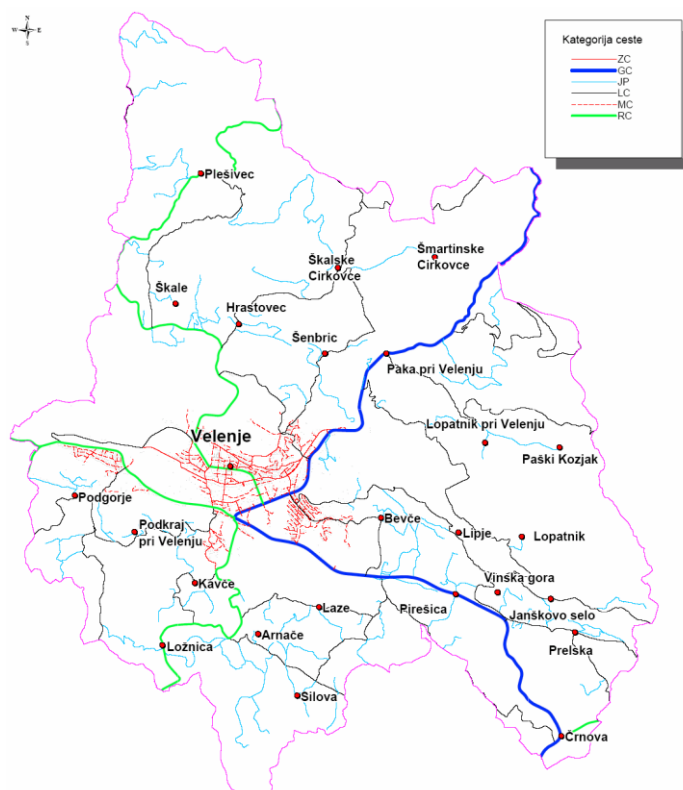 N
W E
S
Kategorija ceste
ZC
GC
JP
LC
MC
RC
Plešivec
Škalske
Cirkovce
Šmartinske
Cirkovce
Škale
Hrastovec
Šenbric
Paka pri Velenju
Velenje
Lopatnik pri Velenju
Paški Kozjak
Podgorje
Podkraj
pri Velenju
Bevče
Lipje
Lopatnik
Kavče
Vinska gora
Laze
Pirešica
Janškovo selo
Arnače
Prelska
Ložnica
Silova
Črnova